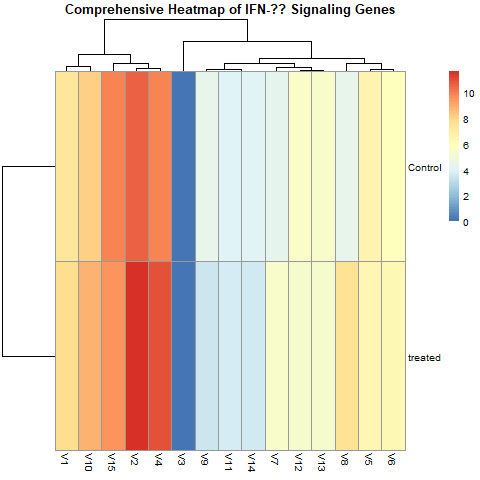 Comprehensive Heatmap of IFN-?? Signaling Genes
10
8
6
4
2
0
Control
treated
V1 V10 V15 V2 V4 V3 V9 V11 V14 V7 V12 V13 V8 V5 V6